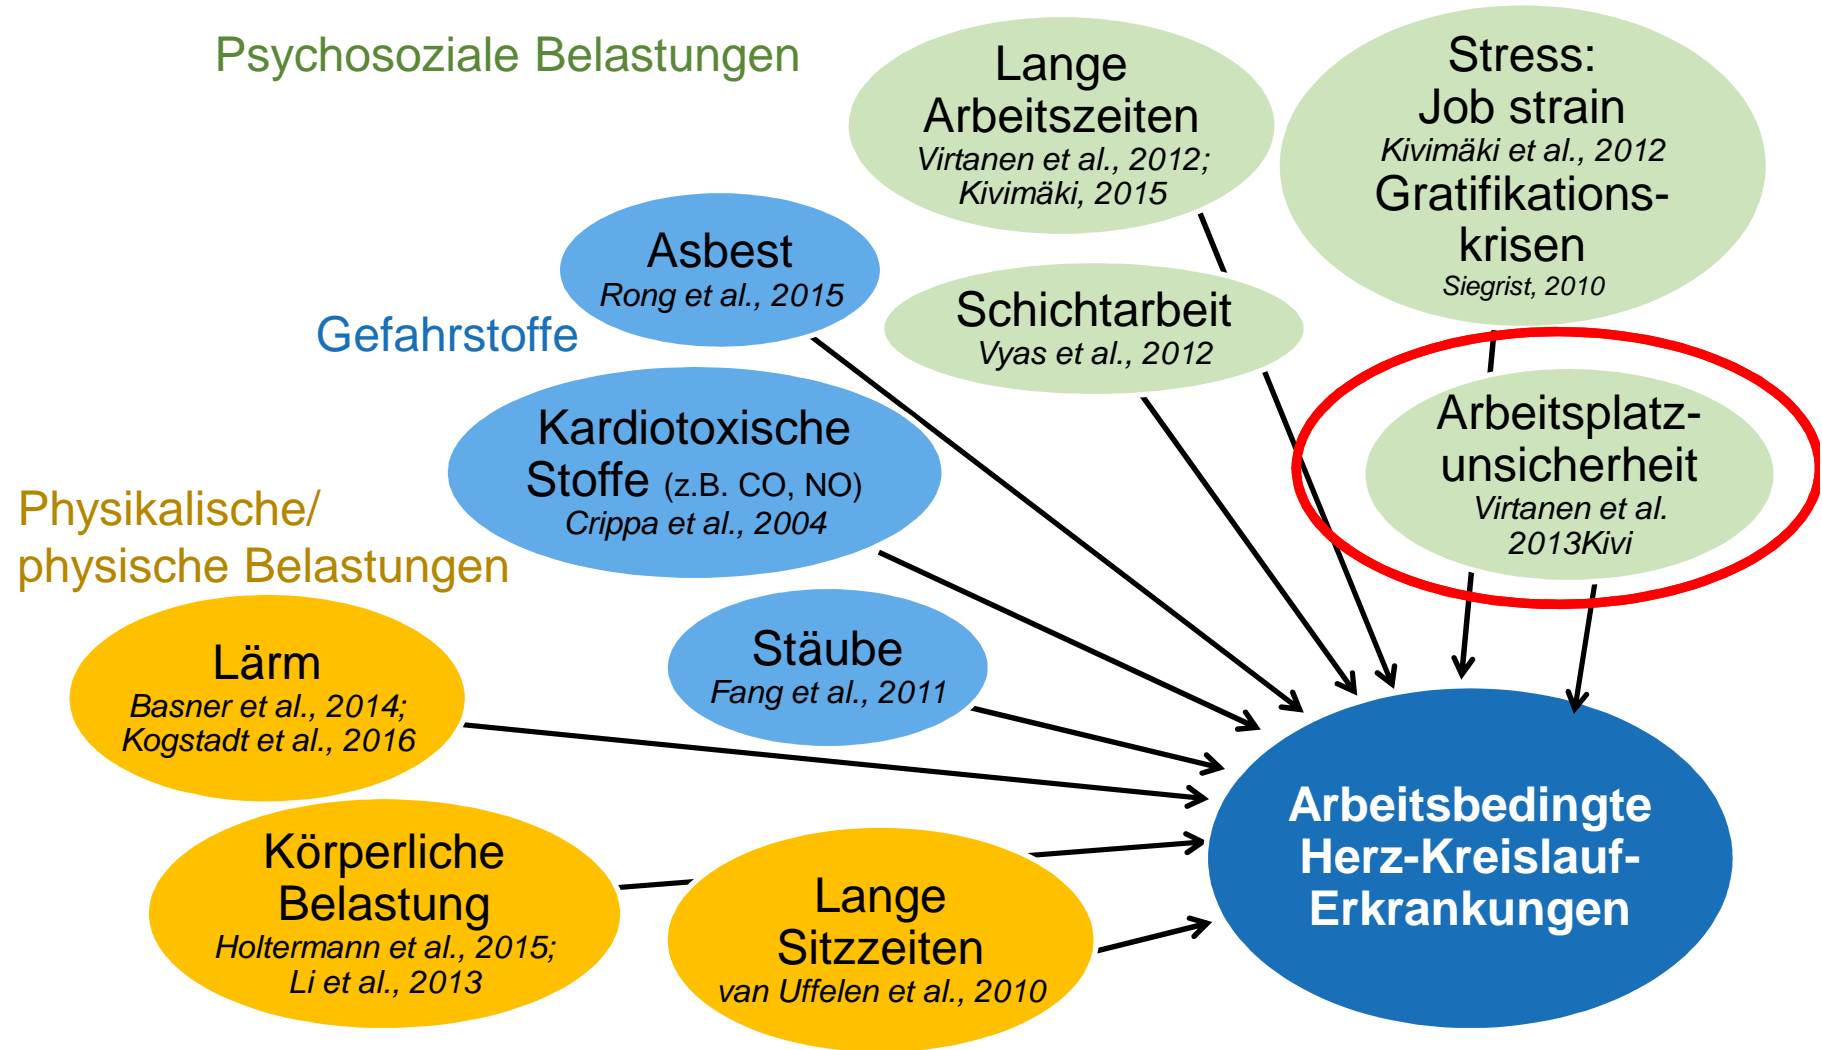 Psychosoziale Belastungen
Lange
Arbeitszeiten
Virtanen et al., 2012;
Kivimäki, 2015
Stress:
Job strain
Kivimäki et al., 2012
Gratifikations-
krisen
Siegrist, 2010
Asbest
Rong et al., 2015
Schichtarbeit
Vyas et al., 2012
Gefahrstoffe
Kardiotoxische
Stoffe (z.B. CO, NO)
Crippa et al., 2004
Arbeitsplatz-
unsicherheit
Virtanen et al.
2013Kivi
Physikalische/
physische Belastungen
Stäube
Fang et al., 2011
Lärm
Basner et al., 2014;
Kogstadt et al., 2016
Körperliche
Belastung
Holtermann et al., 2015;
Li et al., 2013
Lange
Sitzzeiten
van Uffelen et al., 2010
Arbeitsbedingte
Herz-Kreislauf-
Erkrankungen